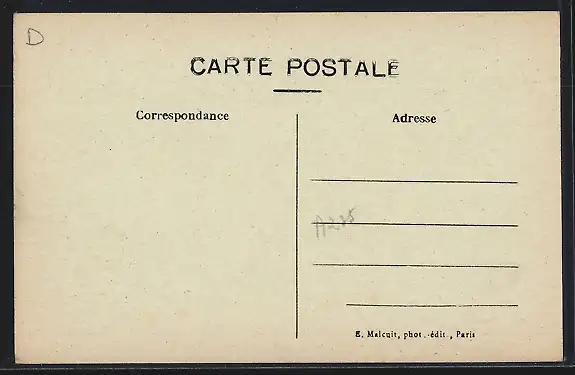 D
CARTE POSTALE
Correspondance
Adresse
E. Malcuit, phot.-édit., Paris